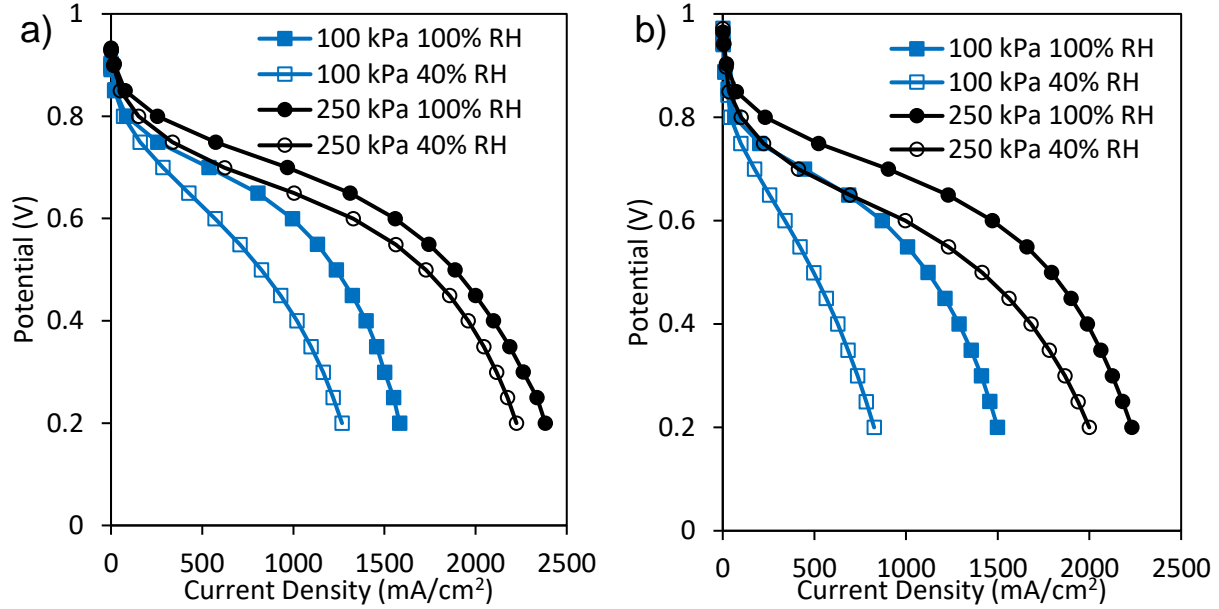 a)
100 kPa 100% RH
100 kPa 40% RH
250 kPa 100% RH
250 kPa 40% RH
Potential (V)
1
0.8
0.6
0.4
0.2
0
0 500 1000 1500 2000 2500
Current Density (mA/cm²)
b)
100 kPa 100% RH
100 kPa 40% RH
250 kPa 100% RH
250 kPa 40% RH
Potential (V)
1
0.8
0.6
0.4
0.2
0
0 500 1000 1500 2000 2500
Current Density (mA/cm²)